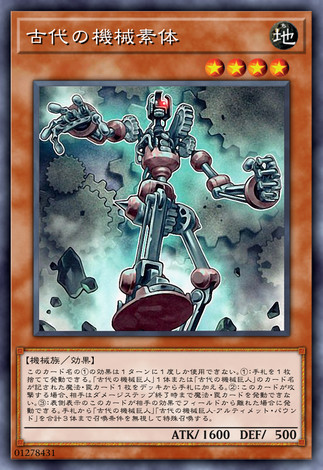 古代の機械素体
地
【機械族／効果】
このカード名の①の効果は１ターンに１度しか使用できない。①：手札を１枚
捨てて発動できる。「古代の機械巨人」１体または「古代の機械巨人」のカード名
が記された魔法・罠カード１枚をデッキから手札に加える。②：このカードが攻
撃する場合、相手はダメージステップ終了時まで魔法・罠カードを発動できな
い。③：表側表示のこのカードが相手の効果でフィールドから離れた場合に発動
できる。手札から「古代の機械巨人」「古代の機械巨人－アルティメット・パウン
ド」を合計３体まで召喚条件を無視して特殊召喚する。
ATK/ 1600 DEF/ 500
01278431